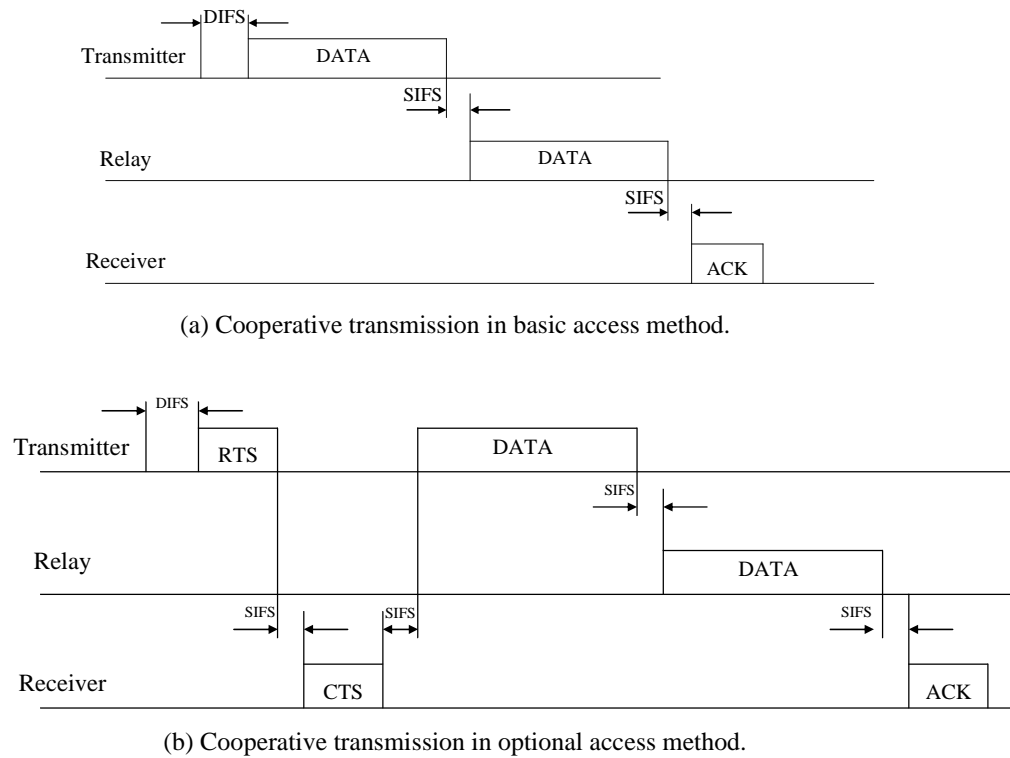 DIFS
Transmitter
DATA
SIFS
Relay
DATA
SIFS
Receiver
ACK
(a) Cooperative transmission in basic access method.
DIFS
Transmitter
RTS
DATA
SIFS
Relay
DATA
SIFS
SIFS
SIFS
Receiver
CTS
ACK
(b) Cooperative transmission in optional access method.